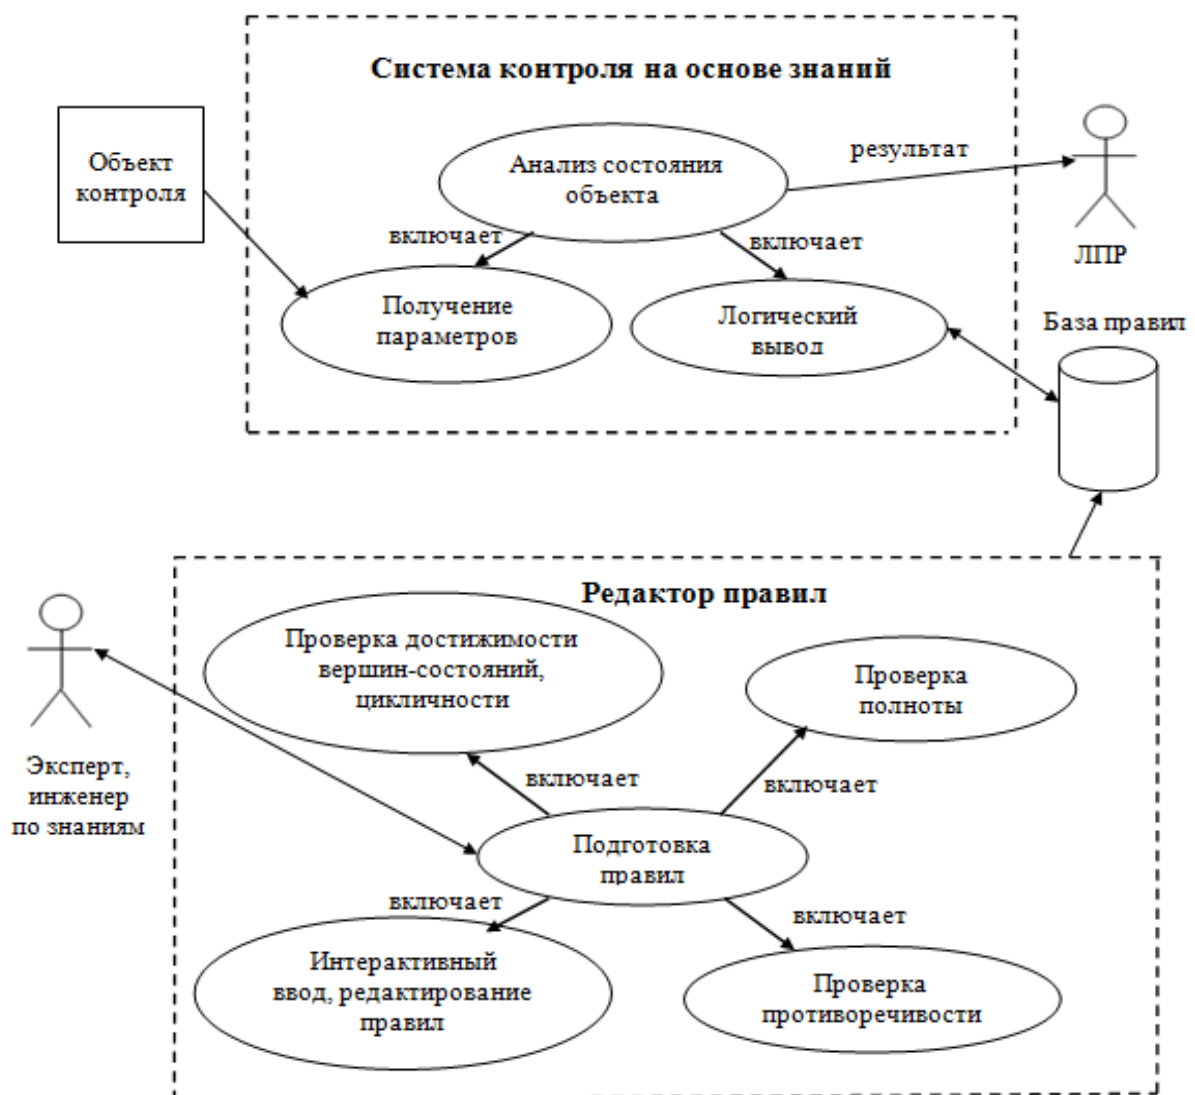 Система контроля на основе знаний
Объект
контроля
Анализ состояния
объекта
результат
ЛПР
включает
включает
Получение
параметров
Логический
вывод
База правил
Редактор правил
Эксперт,
инженер
по знаниям
Проверка достижимости
вершин-состояний,
цикличности
Проверка
полноты
включает
включает
Подготовка
правил
включает
включает
Интерактивный
ввод, редактирование
правил
Проверка
противоречивости